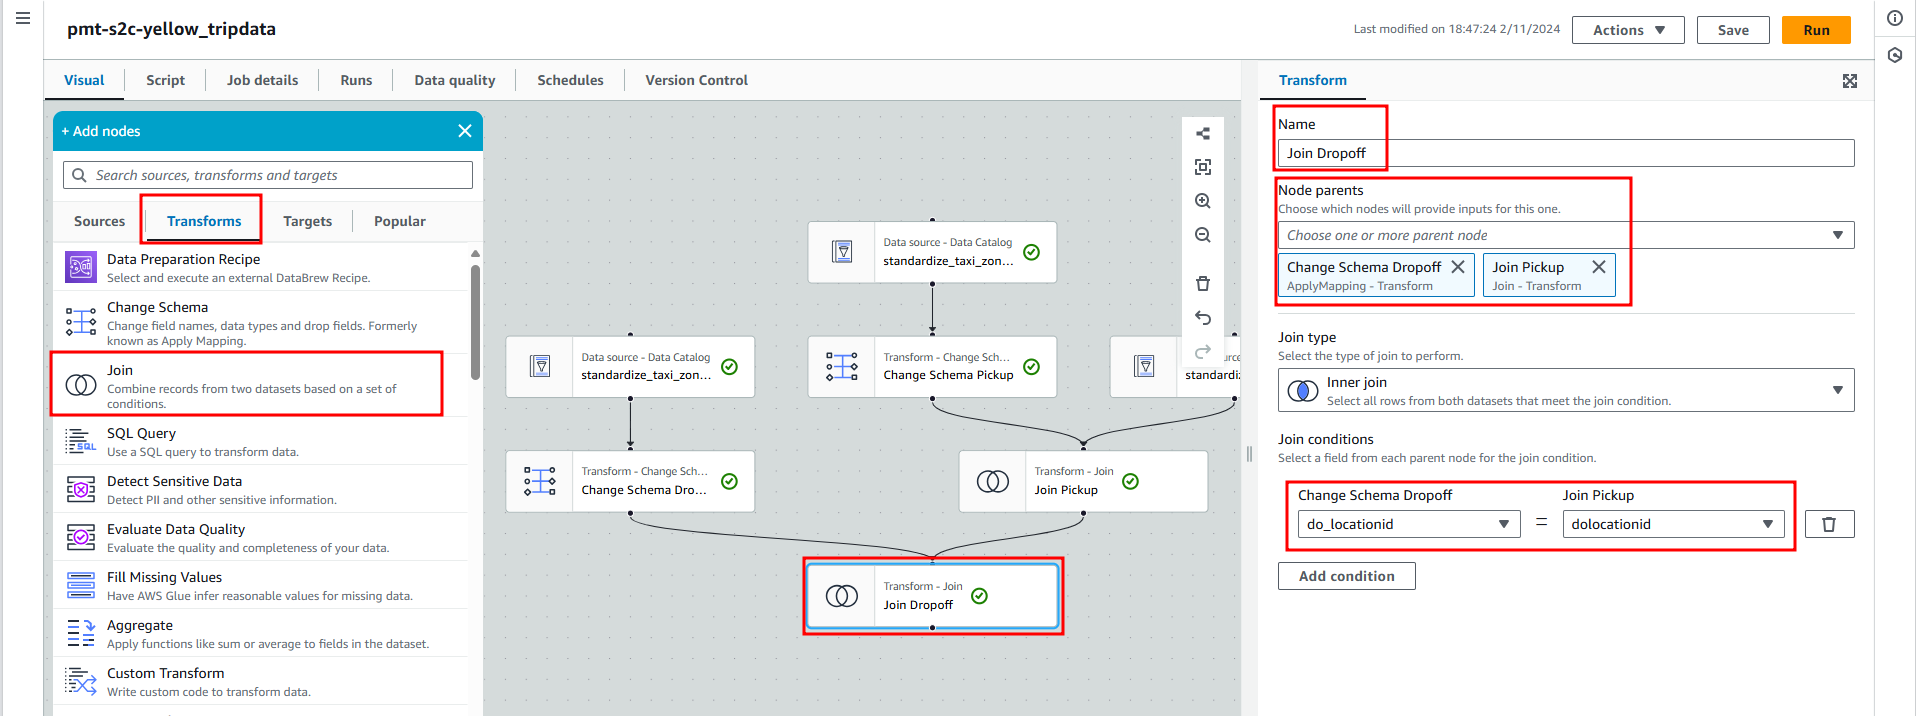 pmt-s2c-yellow_tripdata
Last modified on 18:47:24 2/11/2024
Actions
Save
Run
Visual
Script
Job details
Runs
Data quality
Schedules
Version Control
+ Add nodes
Search sources, transforms and targets
Sources
Transforms
Targets
Popular
Data Preparation Recipe
Select and execute an external DataBrew Recipe.
Change Schema
Change field names, data types and drop fields. Formerly
known as Apply Mapping.
Join
Combine records from two datasets based on a set of
conditions.
SQL Query
Use a SQL query to transform data.
Detect Sensitive Data
Detect PII and other sensitive information.
Evaluate Data Quality
Evaluate the quality and completeness of your data.
Fill Missing Values
Have AWS Glue infer reasonable values for missing data.
Aggregate
Apply functions like sum or average to fields in the dataset.
Custom Transform
Write custom code to transform data.
Data source - Data Catalog
standardize_taxi_zon...
Data source - Data Catalog
standardize_taxi_zon...
Transform - Change Sch...
Change Schema Pickup
standardiz
Transform - Change Sch...
Change Schema Dro...
Transform - Join
Join Pickup
Transform - Join
Join Dropoff
Transform
Name
Join Dropoff
Node parents
Choose which nodes will provide inputs for this one.
Choose one or more parent node
Change Schema Dropoff
ApplyMapping - Transform
Join Pickup
Join - Transform
Join type
Select the type of join to perform.
Inner join
Select all rows from both datasets that meet the join condition.
Join conditions
Select a field from each parent node for the join condition.
Change Schema Dropoff
Join Pickup
do_locationid
=
dolocationid
Add condition